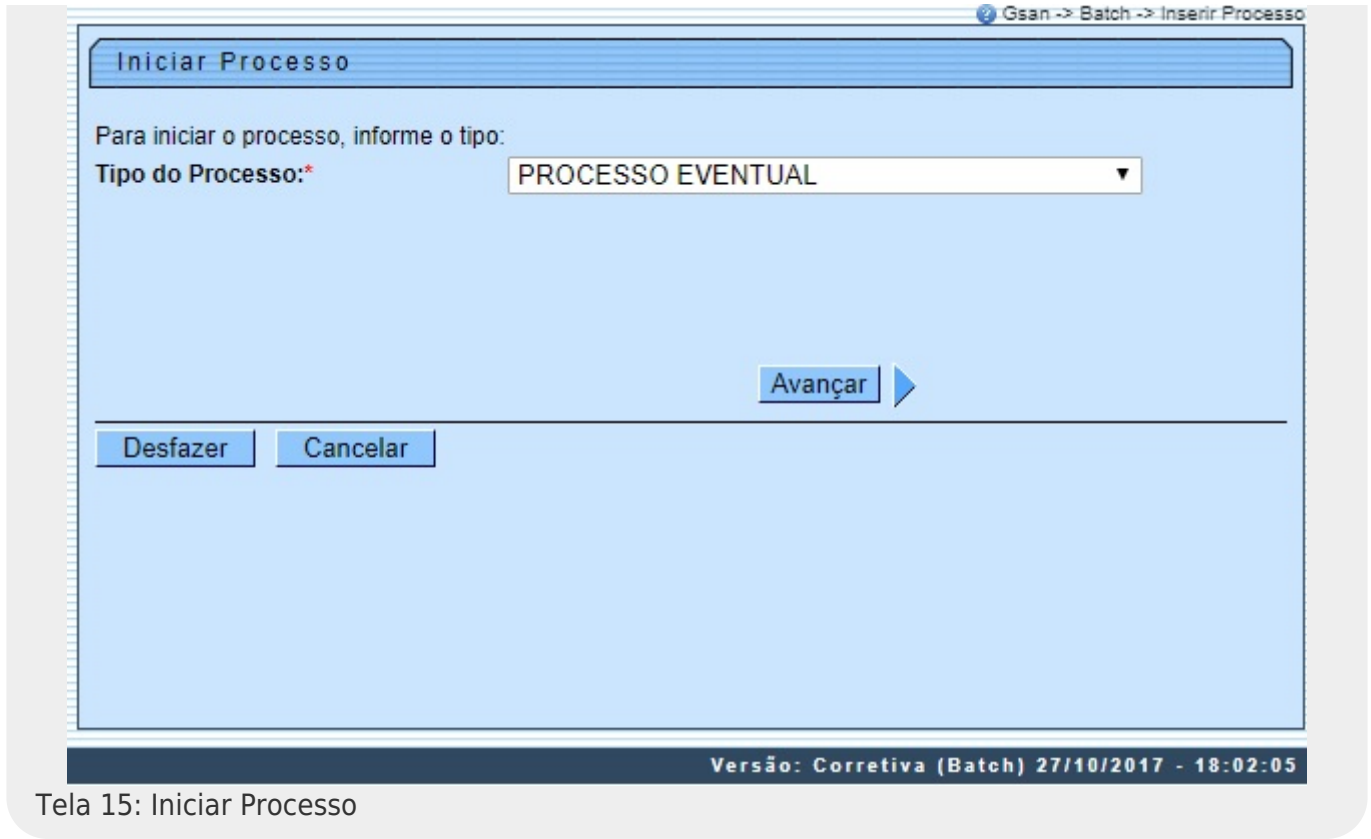 Gsan -> Batch -> Inserir Processo
Iniciar Processo
Para iniciar o processo, informe o tipo:
Tipo do Processo:* PROCESSO EVENTUAL
Avançar
Desfazer Cancelar
Versão: Corretiva (Batch) 27/10/2017 - 18:02:05
Tela 15: Iniciar Processo